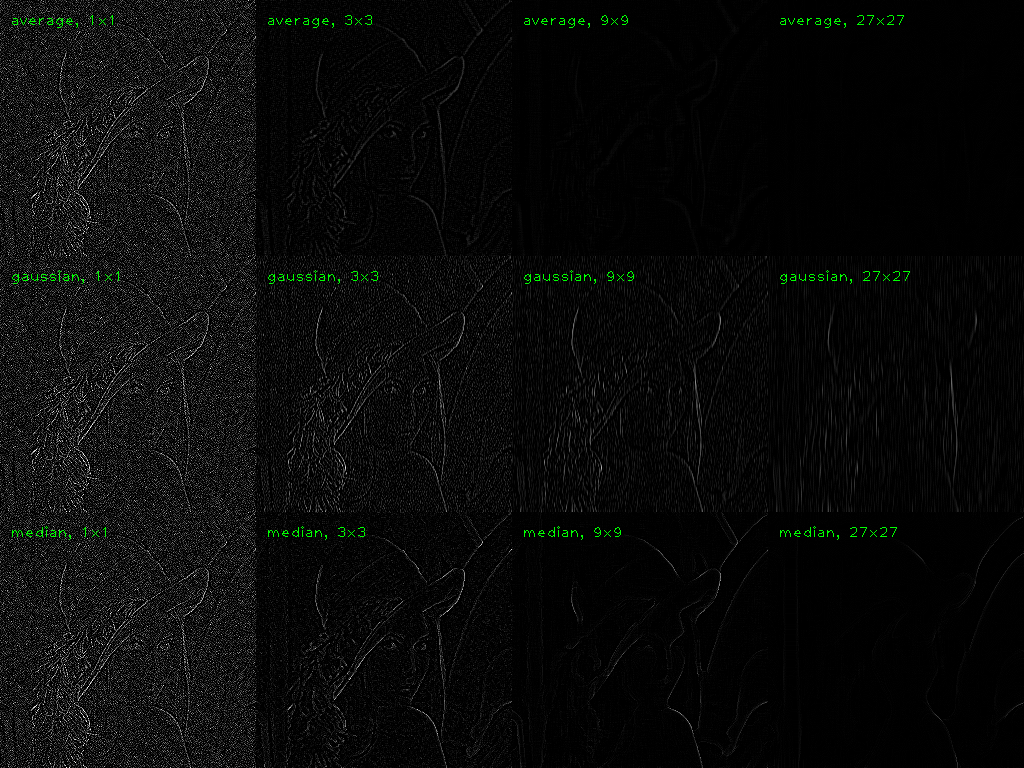 average, 1×1
average, 3×3
average, 9×9
average, 27×27
gaussian, 1×1
gaussian, 3×3
gaussian, 9×9
gaussian, 27×27
median, 1×1
median, 3×3
median, 9×9
median, 27×27